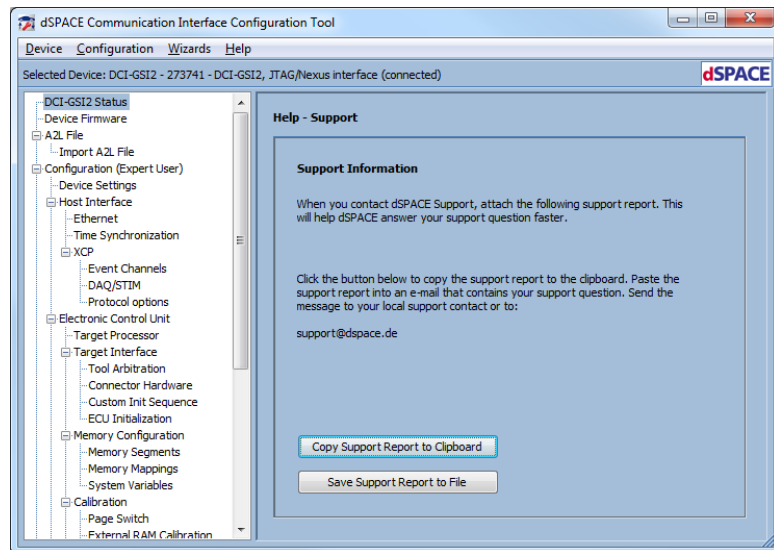 dSPACE Communication Interface Configuration Tool
Device Configuration Wizards Help
Selected Device: DCI-GSI2 - 273741 - DCI-GSI2, JTAG/Nexus interface (connected)
dSPACE
DCI-GSI2 Status
Device Firmware
A2L File
Import A2L File
Configuration (Expert User)
Device Settings
Host Interface
Ethernet
Time Synchronization
XCP
Event Channels
DAQ/STIM
Protocol options
Electronic Control Unit
Target Processor
Target Interface
Tool Arbitration
Connector Hardware
Custom Init Sequence
ECU Initialization
Memory Configuration
Memory Segments
Memory Mappings
System Variables
Calibration
Page Switch
External RAM Calibration
Help - Support
Support Information
When you contact dSPACE Support, attach the following support report. This
will help dSPACE answer your support question faster.
Click the button below to copy the support report to the clipboard. Paste the
support report into an e-mail that contains your support question. Send the
message to your local support contact or to:
support@dspace.de
Copy Support Report to Clipboard
Save Support Report to File